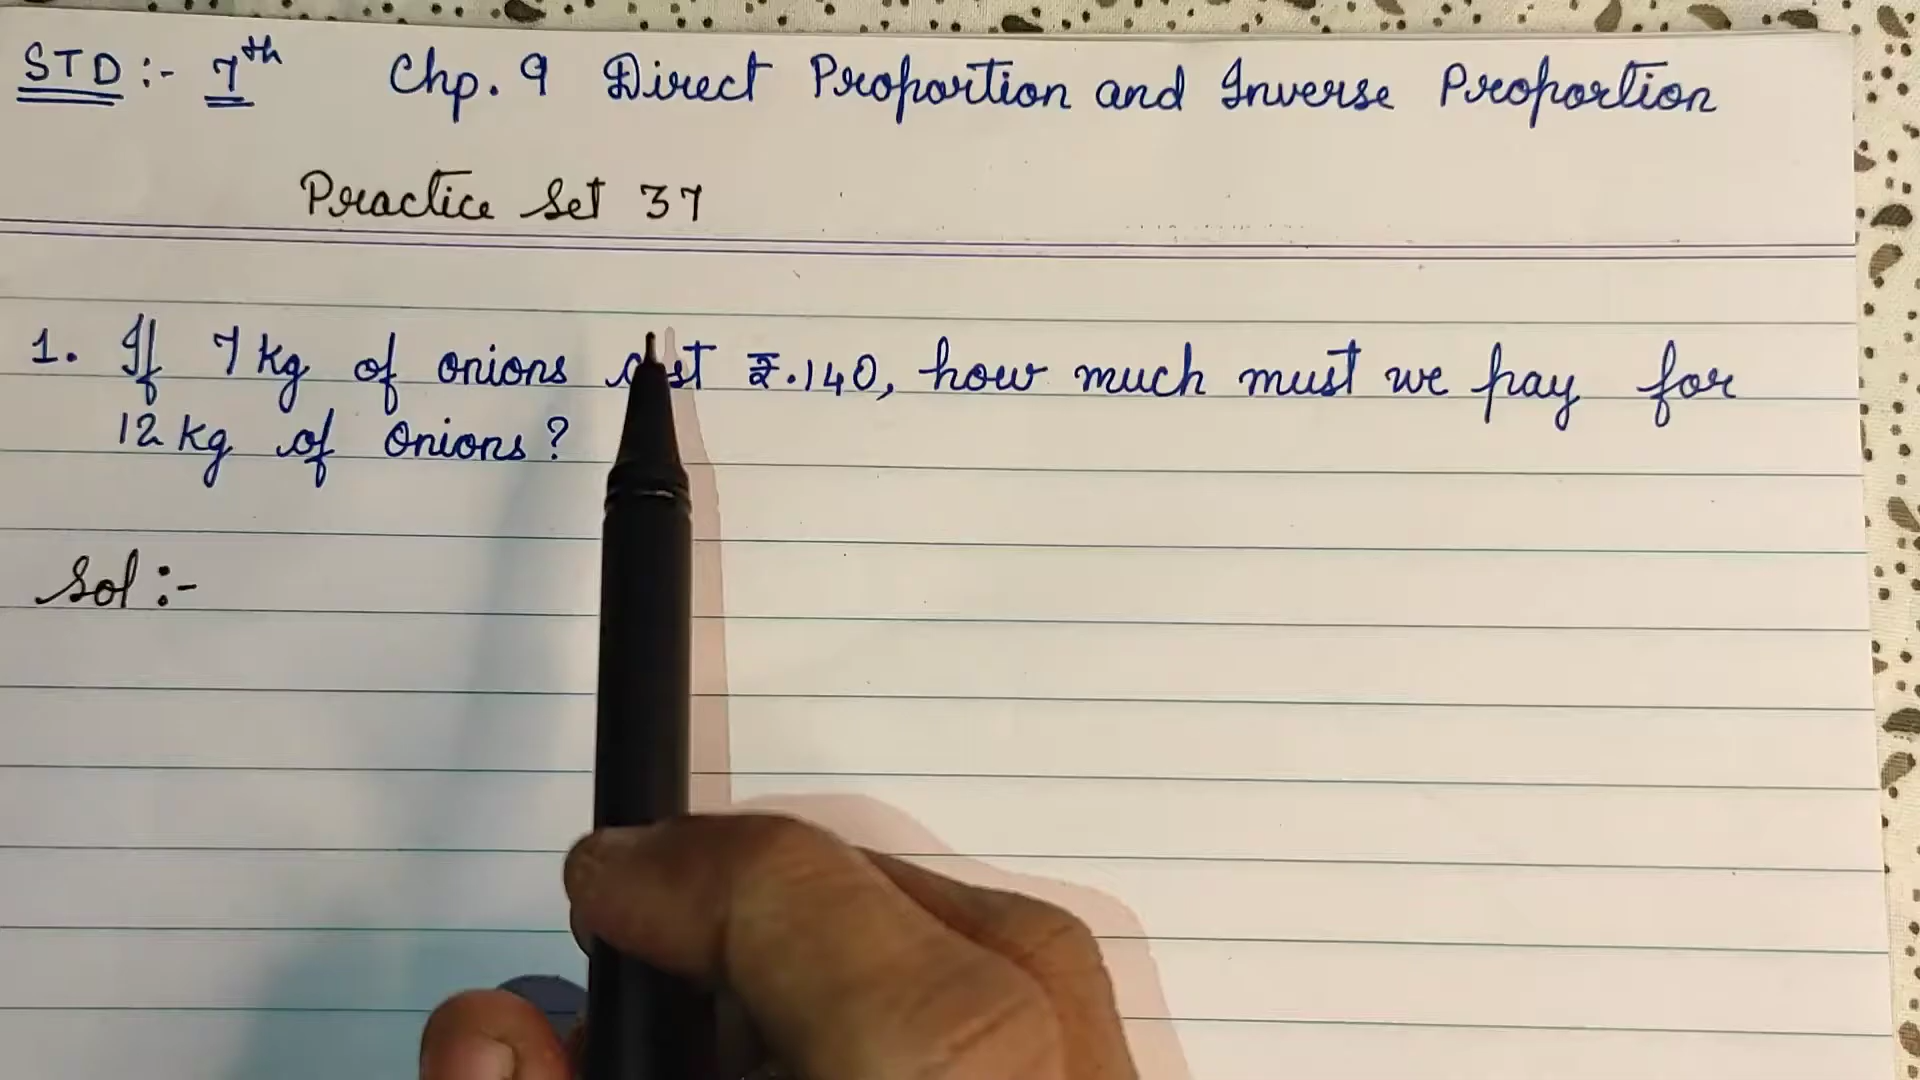 STD:- 7th Chp. 9 Direct Proportion and Inverse Proportion
Practice Set 37
1. If 7 kg of onions cost ₹.140, how much must we pay for
12 kg of onions?
Sol:-